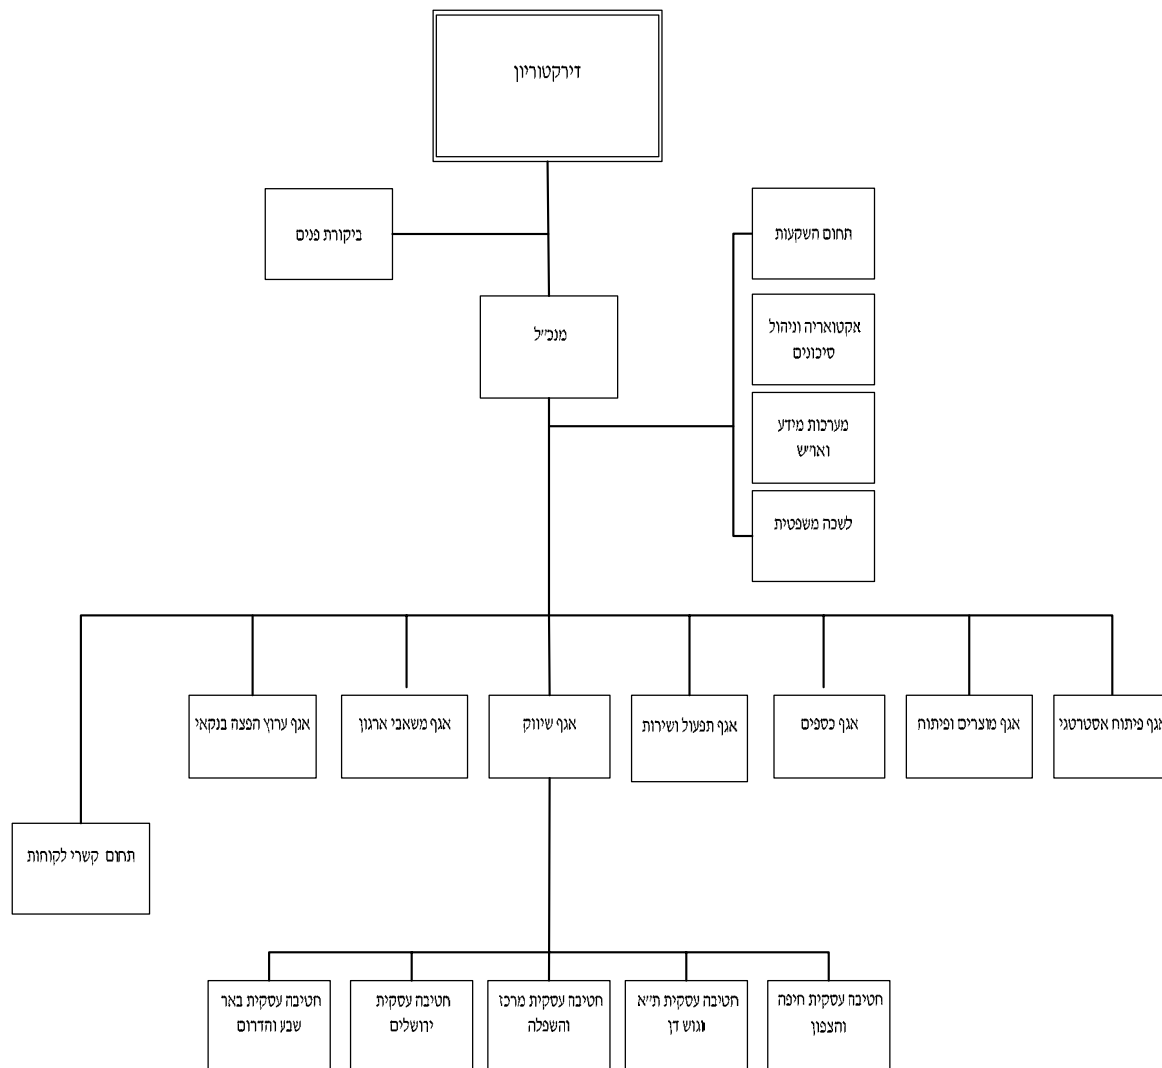 דירקטוריון
ביקורת פנים
תחום השקעות
מנכ״ל
אקטואריה וניהול
סיכונים
מערכות מידע
ואו״ש
לשכה משפטית
אגף פיתוח אסטרטגי
אגף מוצרים ופיתוח
אגף כספים
אגף תפעול ושירות
אגף שיווק
אגף משאבי ארגון
אגף ערוץ הפצה בנקאי
תחום קשרי לקוחות
חטיבה עסקית חיפה
והצפון
חטיבה עסקית ת״א
וגוש דן
חטיבה עסקית מרכז
והשפלה
חטיבה עסקית
ירושלים
חטיבה עסקית באר
שבע והדרום